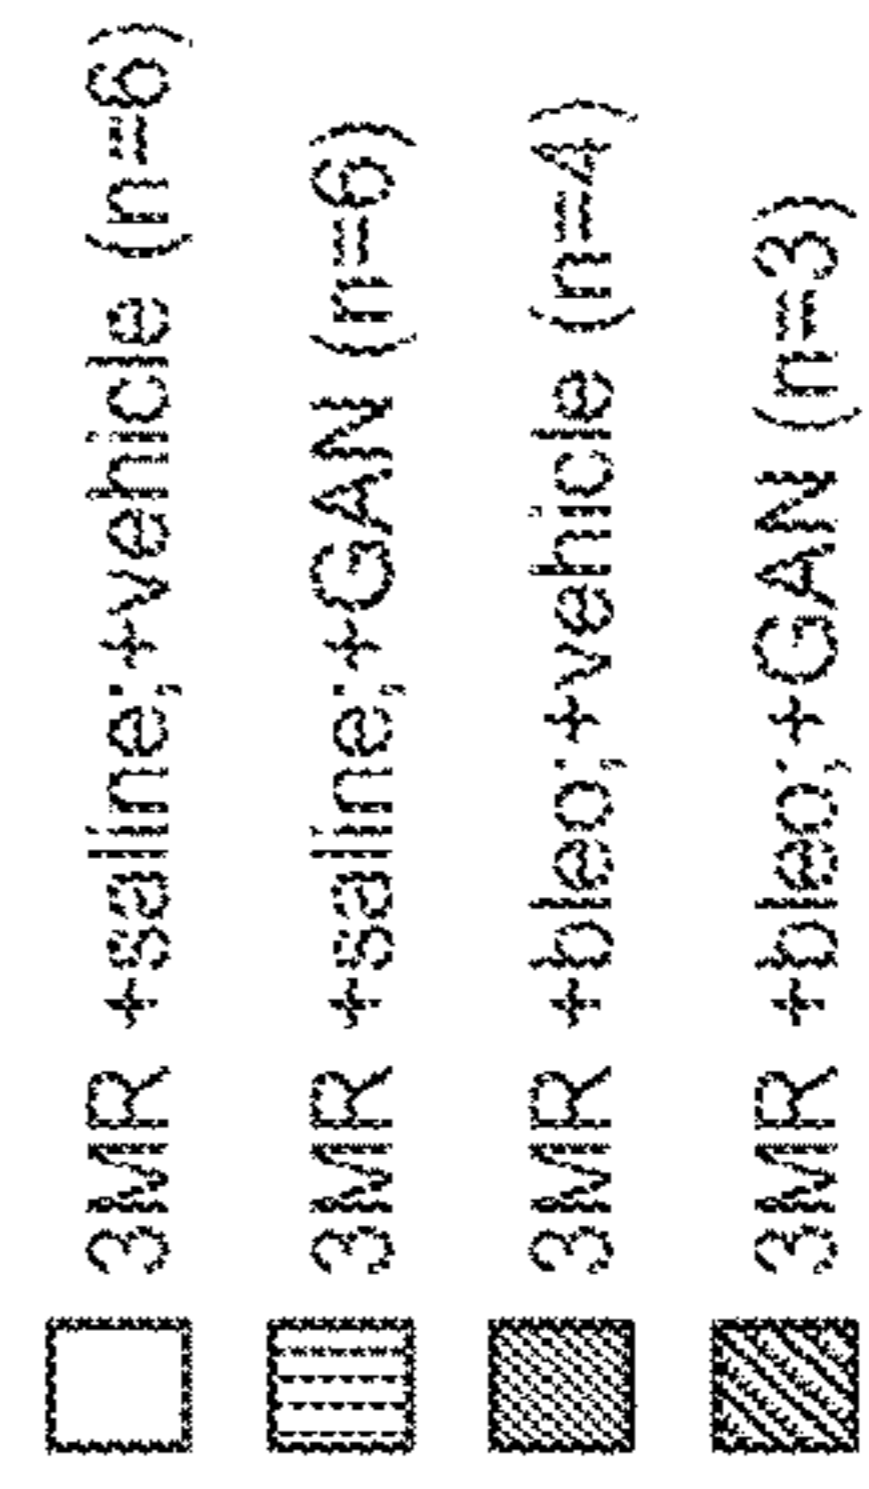 3MR +saline;+vehicle (n=6)
3MR +saline;+GAN (n=6)
3MR +bleo;+vehicle (n=4)
3MR +bleo;+GAN (n=3)